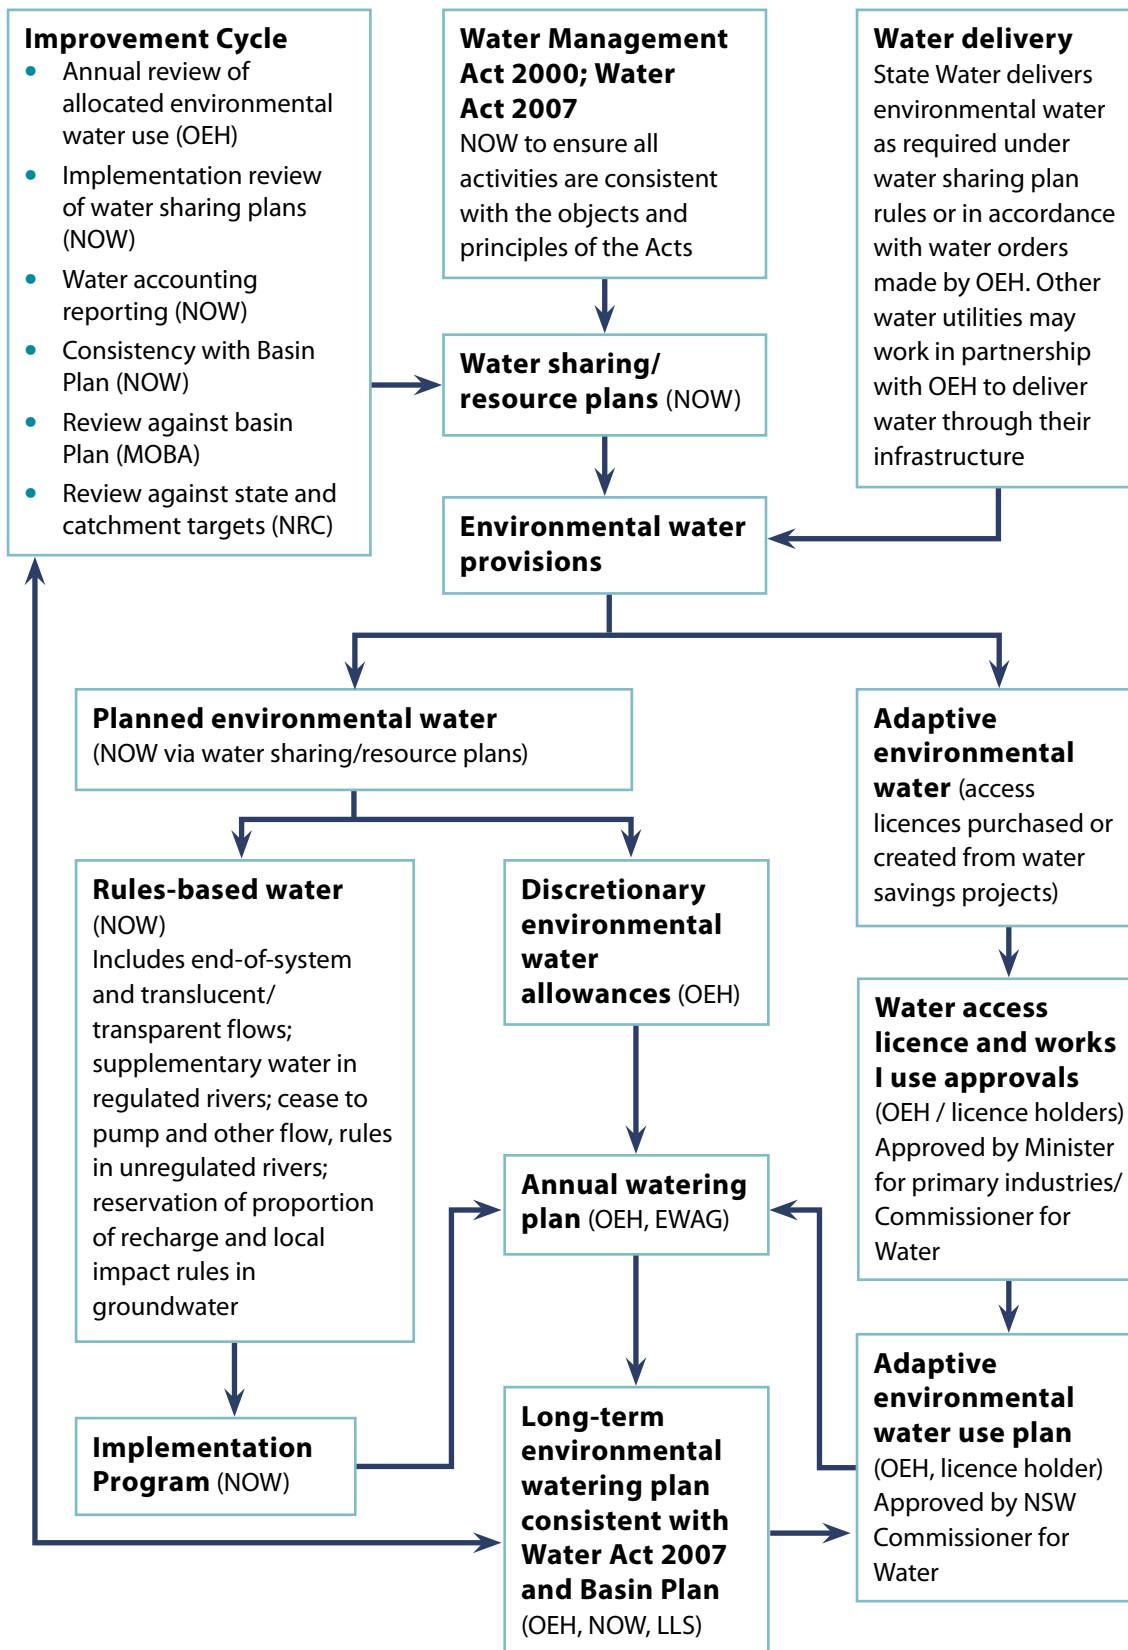 Improvement Cycle
• Annual review of
allocated environmental
water use (OEH)
• Implementation review
of water sharing plans
(NOW)
• Water accounting
reporting (NOW)
• Consistency with Basin
Plan (NOW)
• Review against basin
Plan (MOBA)
• Review against state and
catchment targets (NRC)
Water Management
Act 2000; Water
Act 2007
NOW to ensure all
activities are consistent
with the objects and
principles of the Acts
Water delivery
State Water delivers
environmental water
as required under
water sharing plan
rules or in accordance
with water orders
made by OEH. Other
water utilities may
work in partnership
with OEH to deliver
water through their
infrastructure
Water sharing/
resource plans (NOW)
Environmental water
provisions
Planned environmental water
(NOW via water sharing/resource plans)
Adaptive
environmental
water (access
licences purchased or
created from water
savings projects)
Rules-based water
(NOW)
Includes end-of-system
and translucent/
transparent flows;
supplementary water in
regulated rivers; cease to
pump and other flow, rules
in unregulated rivers;
reservation of proportion
of recharge and local
impact rules in
groundwater
Discretionary
environmental
water
allowances (OEH)
Water access
licence and works
I use approvals
(OEH / licence holders)
Approved by Minister
for primary industries/
Commissioner for
Water
Annual watering
plan (OEH, EWAG)
Implementation
Program (NOW)
Long-term
environmental
watering plan
consistent with
Water Act 2007
and Basin Plan
(OEH, NOW, LLS)
Adaptive
environmental
water use plan
(OEH, licence holder)
Approved by NSW
Commissioner for
Water